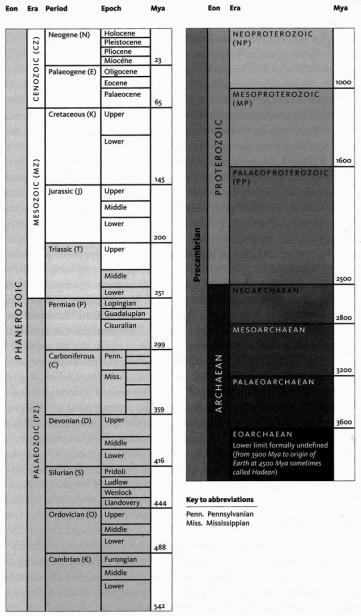 Eon Era Period Epoch Mya
PHANEROZOIC
CENOZOIC (CZ)
Neogene (N)
Holocene
Pleistocene
Pliocene
Miocene
23
Palaeogene (E)
Oligocene
Eocene
Palaeocene
65
MESOZOIC (MZ)
Cretaceous (K)
Upper
Lower
145
Jurassic (J)
Upper
Middle
Lower
200
Triassic (T)
Upper
Middle
Lower
251
PALAEOZOIC (PZ)
Permian (P)
Lopingian
Guadalupian
Cisuralian
299
Carboniferous
(C)
Penn.
Miss.
359
Devonian (D)
Upper
Middle
Lower
416
Silurian (S)
Pridoli
Ludlow
Wenlock
Llandovery
444
Ordovician (O)
Upper
Middle
Lower
488
Cambrian (Є)
Furongian
Middle
Lower
542
Eon Era Mya
Precambrian
PROTEROZOIC
NEOPROTEROZOIC
(NP)
1000
MESOPROTEROZOIC
(MP)
1600
PALAEOPROTEROZOIC
(PP)
2500
ARCHAEAN
NEOARCHAEAN
2800
MESOARCHAEAN
3200
PALAEOARCHAEAN
3600
EOARCHAEAN
Lower limit formally undefined
(from 3900 Mya to origin of
Earth at 4500 Mya sometimes
called Hadean)
Key to abbreviations
Penn. Pennsylvanian
Miss. Mississippian